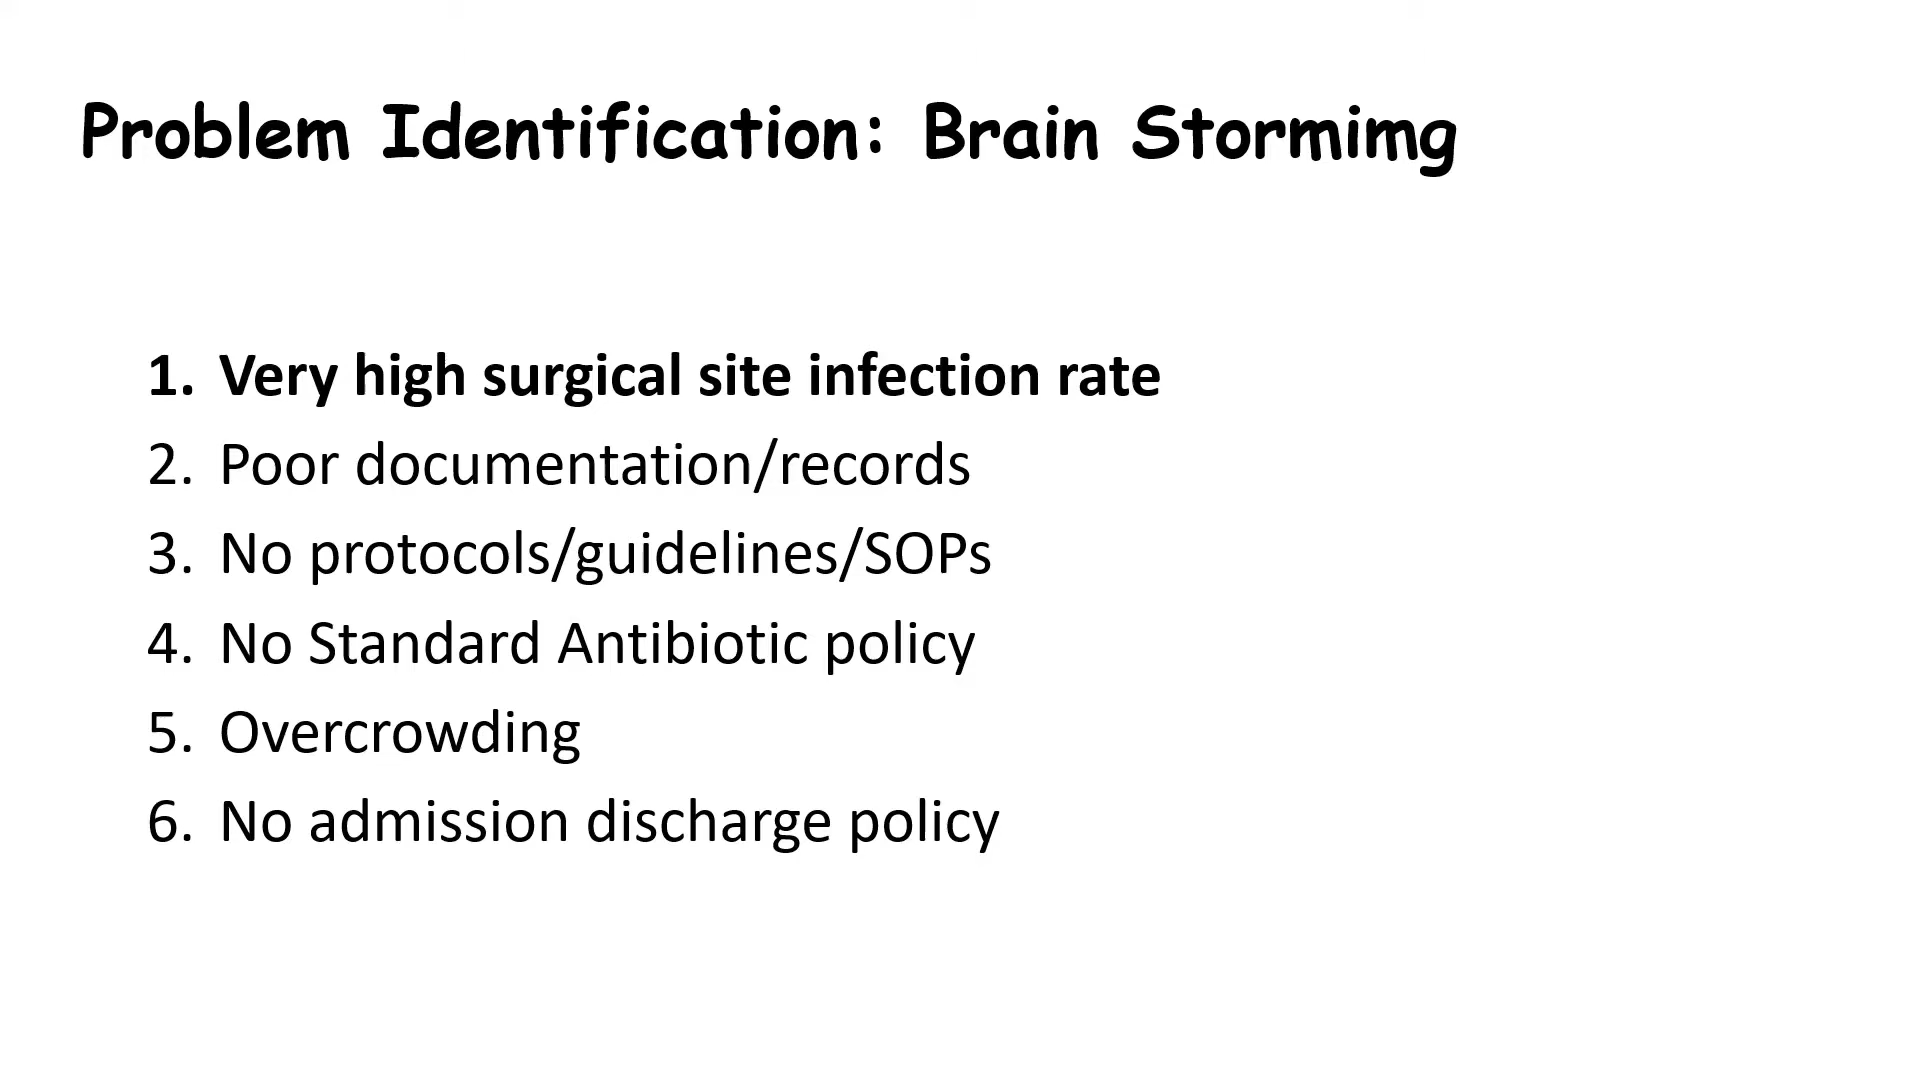 Problem Identification: Brain Stormimg
1. Very high surgical site infection rate
2. Poor documentation/records
3. No protocols/guidelines/SOPs
4. No Standard Antibiotic policy
5. Overcrowding
6. No admission discharge policy